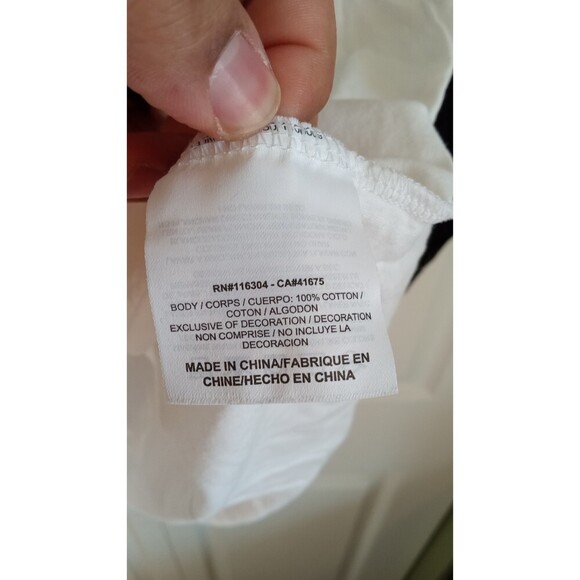 RN#116304 - CA#41675
BODY / CORPS / CUERPO: 100% COTTON /
COTON / ALGODON
EXCLUSIVE OF DECORATION / DECORATION
NON COMPRISE / NO INCLUYE LA
DECORACION
MADE IN CHINA/FABRIQUE EN
CHINE/HECHO EN CHINA